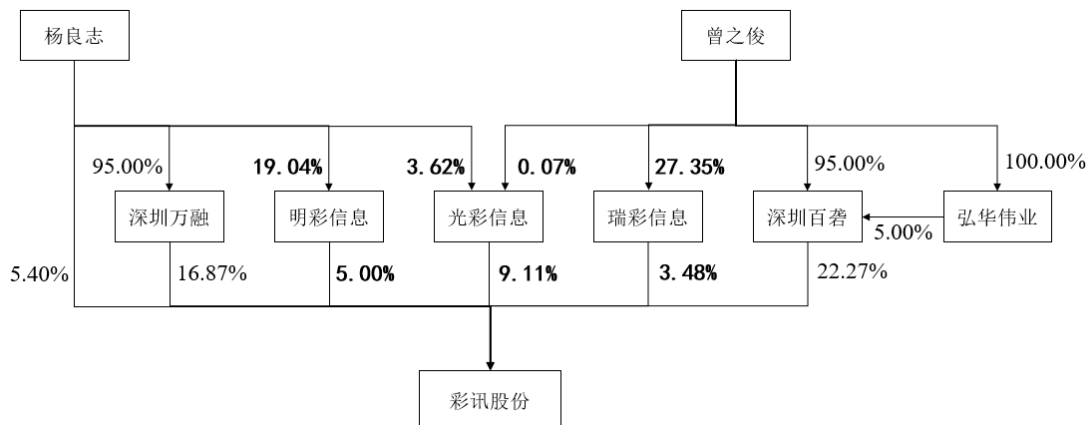 杨良志
曾之俊
95.00%
19.04%
3.62%
0.07%
27.35%
95.00%
100.00%
深圳万融
明彩信息
光彩信息
瑞彩信息
深圳百砻
弘华伟业
5.00%
5.40%
16.87%
5.00%
9.11%
3.48%
22.27%
彩讯股份